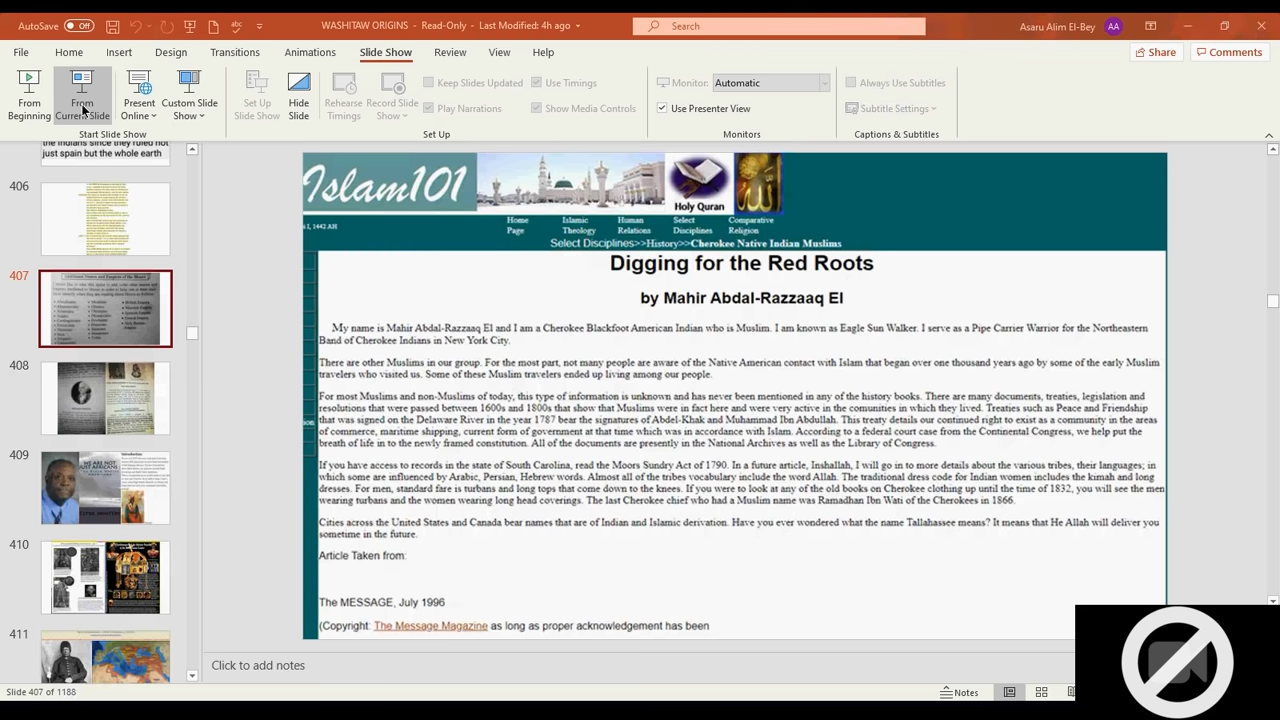 AutoSave Off
WASHITAW ORIGINS - Read-Only - Last Modified: 4h ago
Search
Asaru Alim El-Bey AA
File Home Insert Design Transitions Animations Slide Show Review View Help
Share Comments
From Beginning
From Current Slide
Present Online
Custom Slide Show
Set Up Slide Show
Hide Slide
Rehearse Timings
Record Slide Show
Keep Slides Updated
Play Narrations
Use Timings
Show Media Controls
Monitor: Automatic
Use Presenter View
Always Use Subtitles
Subtitle Settings
Start Slide Show Set Up Monitors Captions & Subtitles
the Indians since they ruled not
just spain but the whole earth
406
407
408
409
WE ARE NOT
JUST AFRICANS
410
411
Islam101
Holy Quran
I, 1442 AH
Home Page
Islamic Theology
Human Relations
Select Disciplines
Comparative Religion
Select Disciplines>>History>>Cherokee Native Indian Muslims
Digging for the Red Roots
by Mahir Abdal-Razzaaq El
My name is Mahir Abdal-Razzaaq El and I am a Cherokee Blackfoot American Indian who is Muslim. I am known as Eagle Sun Walker. I serve as a Pipe Carrier Warrior for the Northeastern
Band of Cherokee Indians in New York City.
There are other Muslims in our group. For the most part, not many people are aware of the Native American contact with Islam that began over one thousand years ago by some of the early Muslim
travelers who visited us. Some of these Muslim travelers ended up living among our people.
For most Muslims and non-Muslims of today, this type of information is unknown and has never been mentioned in any of the history books. There are many documents, treaties, legislation and
resolutions that were passed between 1600s and 1800s that show that Muslims were in fact here and were very active in the comunities in which they lived. Treaties such as Peace and Friendship
that was signed on the Delaware River in the year 1787 bear the signatures of Abdel-Khak and Muhammad Ibn Abdullah. This treaty details our continued right to exist as a community in the areas
of commerce, maritime shipping, current form of government at that time which was in accordance with Islam. According to a federal court case from the Continental Congress, we help put the
breath of life in to the newly framed constitution. All of the documents are presently in the National Archives as well as the Library of Congress.
If you have access to records in the state of South Carolina, read the Moors Sundry Act of 1790. In a future article, Inshallah, I will go in to more details about the various tribes, their languages; in
which some are influenced by Arabic, Persian, Hebrew words. Almost all of the tribes vocabulary include the word Allah. The traditional dress code for Indian women includes the kimah and long
dresses. For men, standard fare is turbans and long tops that come down to the knees. If you were to look at any of the old books on Cherokee clothing up until the time of 1832, you will see the men
wearing turbans and the women wearing long head coverings. The last Cherokee chief who had a Muslim name was Ramadhan Ibn Wati of the Cherokees in 1866.
Cities across the United States and Canada bear names that are of Indian and Islamic derivation. Have you ever wondered what the name Tallahassee means? It means that He Allah will deliver you
sometime in the future.
Article Taken from:
The MESSAGE, July 1996
(Copyright: The Message Magazine as long as proper acknowledgement has been
Click to add notes
Slide 407 of 1188
Notes